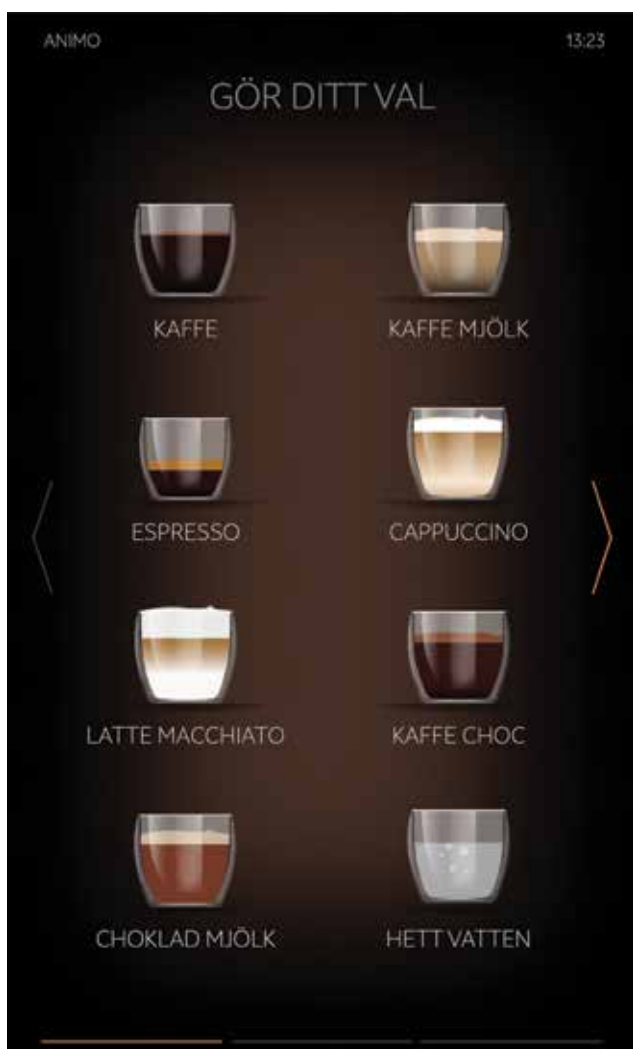 ANIMO 13:23
GÖR DITT VAL
KAFFE KAFFE MJÖLK
ESPRESSO CAPPUCCINO
LATTE MACCHIATO KAFFE CHOC
CHOKLAD MJÖLK HETT VATTEN